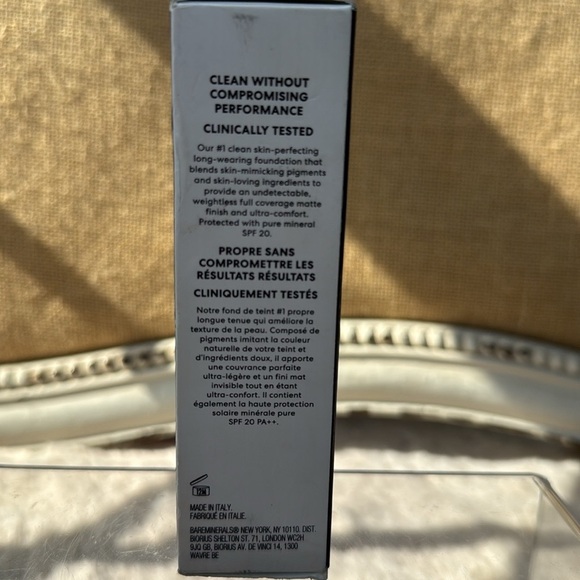 CLEAN WITHOUT
COMPROMISING
PERFORMANCE
CLINICALLY TESTED
Our #1 clean skin-perfecting
long-wearing foundation that
blends skin-mimicking pigments
and skin-loving ingredients to
provide an undetectable,
weightless full coverage matte
finish and ultra-comfort.
Protected with pure mineral
SPF 20.
PROPRE SANS
COMPROMETTRE LES
RÉSULTATS RÉSULTATS
CLINIQUEMENT TESTÉS
Notre fond de teint #1 propre
longue tenue qui améliore la
texture de la peau. Composé de
pigments imitant la couleur
naturelle de votre teint et
d'ingrédients doux, il apporte
une couvrance parfaite
ultra-légère et un fini mat
invisible tout en étant
ultra-confort. Il contient
également la haute protection
solaire minérale pure
SPF 20 PA++.
12M
MADE IN ITALY.
FABRIQUÉ EN ITALIE.
BAREMINERALS® NEW YORK, NY 10110. DIST.
BIORIUS SHELTON ST. 71, LONDON WC2H
9JQ GB, BIORIUS AV. DE VINCI 14, 1300
WAVRE BE